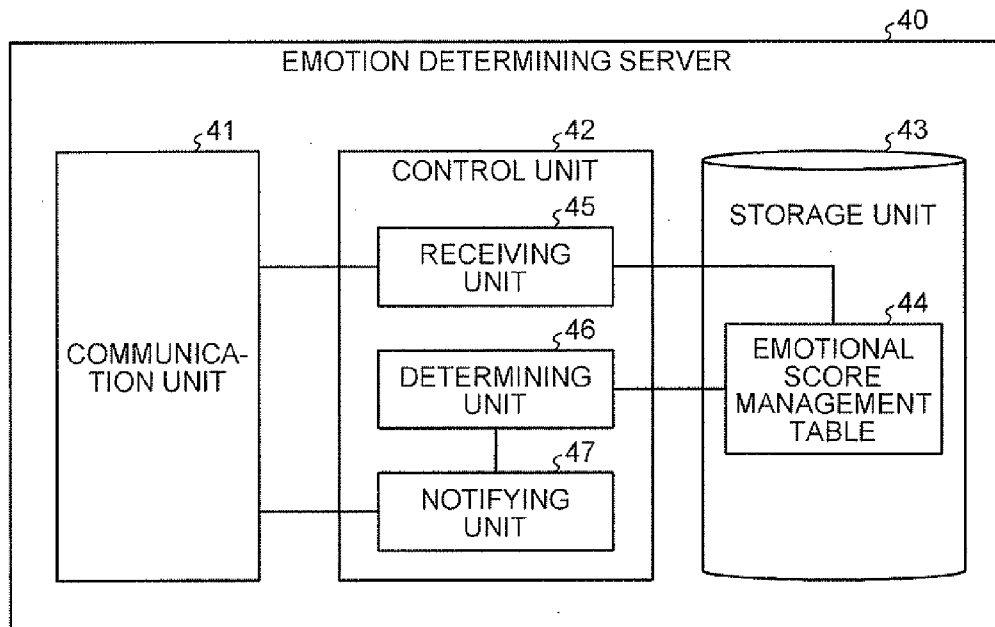 40
EMOTION DETERMINING SERVER
41
42
43
CONTROL UNIT
STORAGE UNIT
45
RECEIVING
UNIT
44
EMOTIONAL
SCORE
MANAGEMENT
TABLE
46
COMMUNICA-
TION UNIT
DETERMINING
UNIT
47
NOTIFYING
UNIT